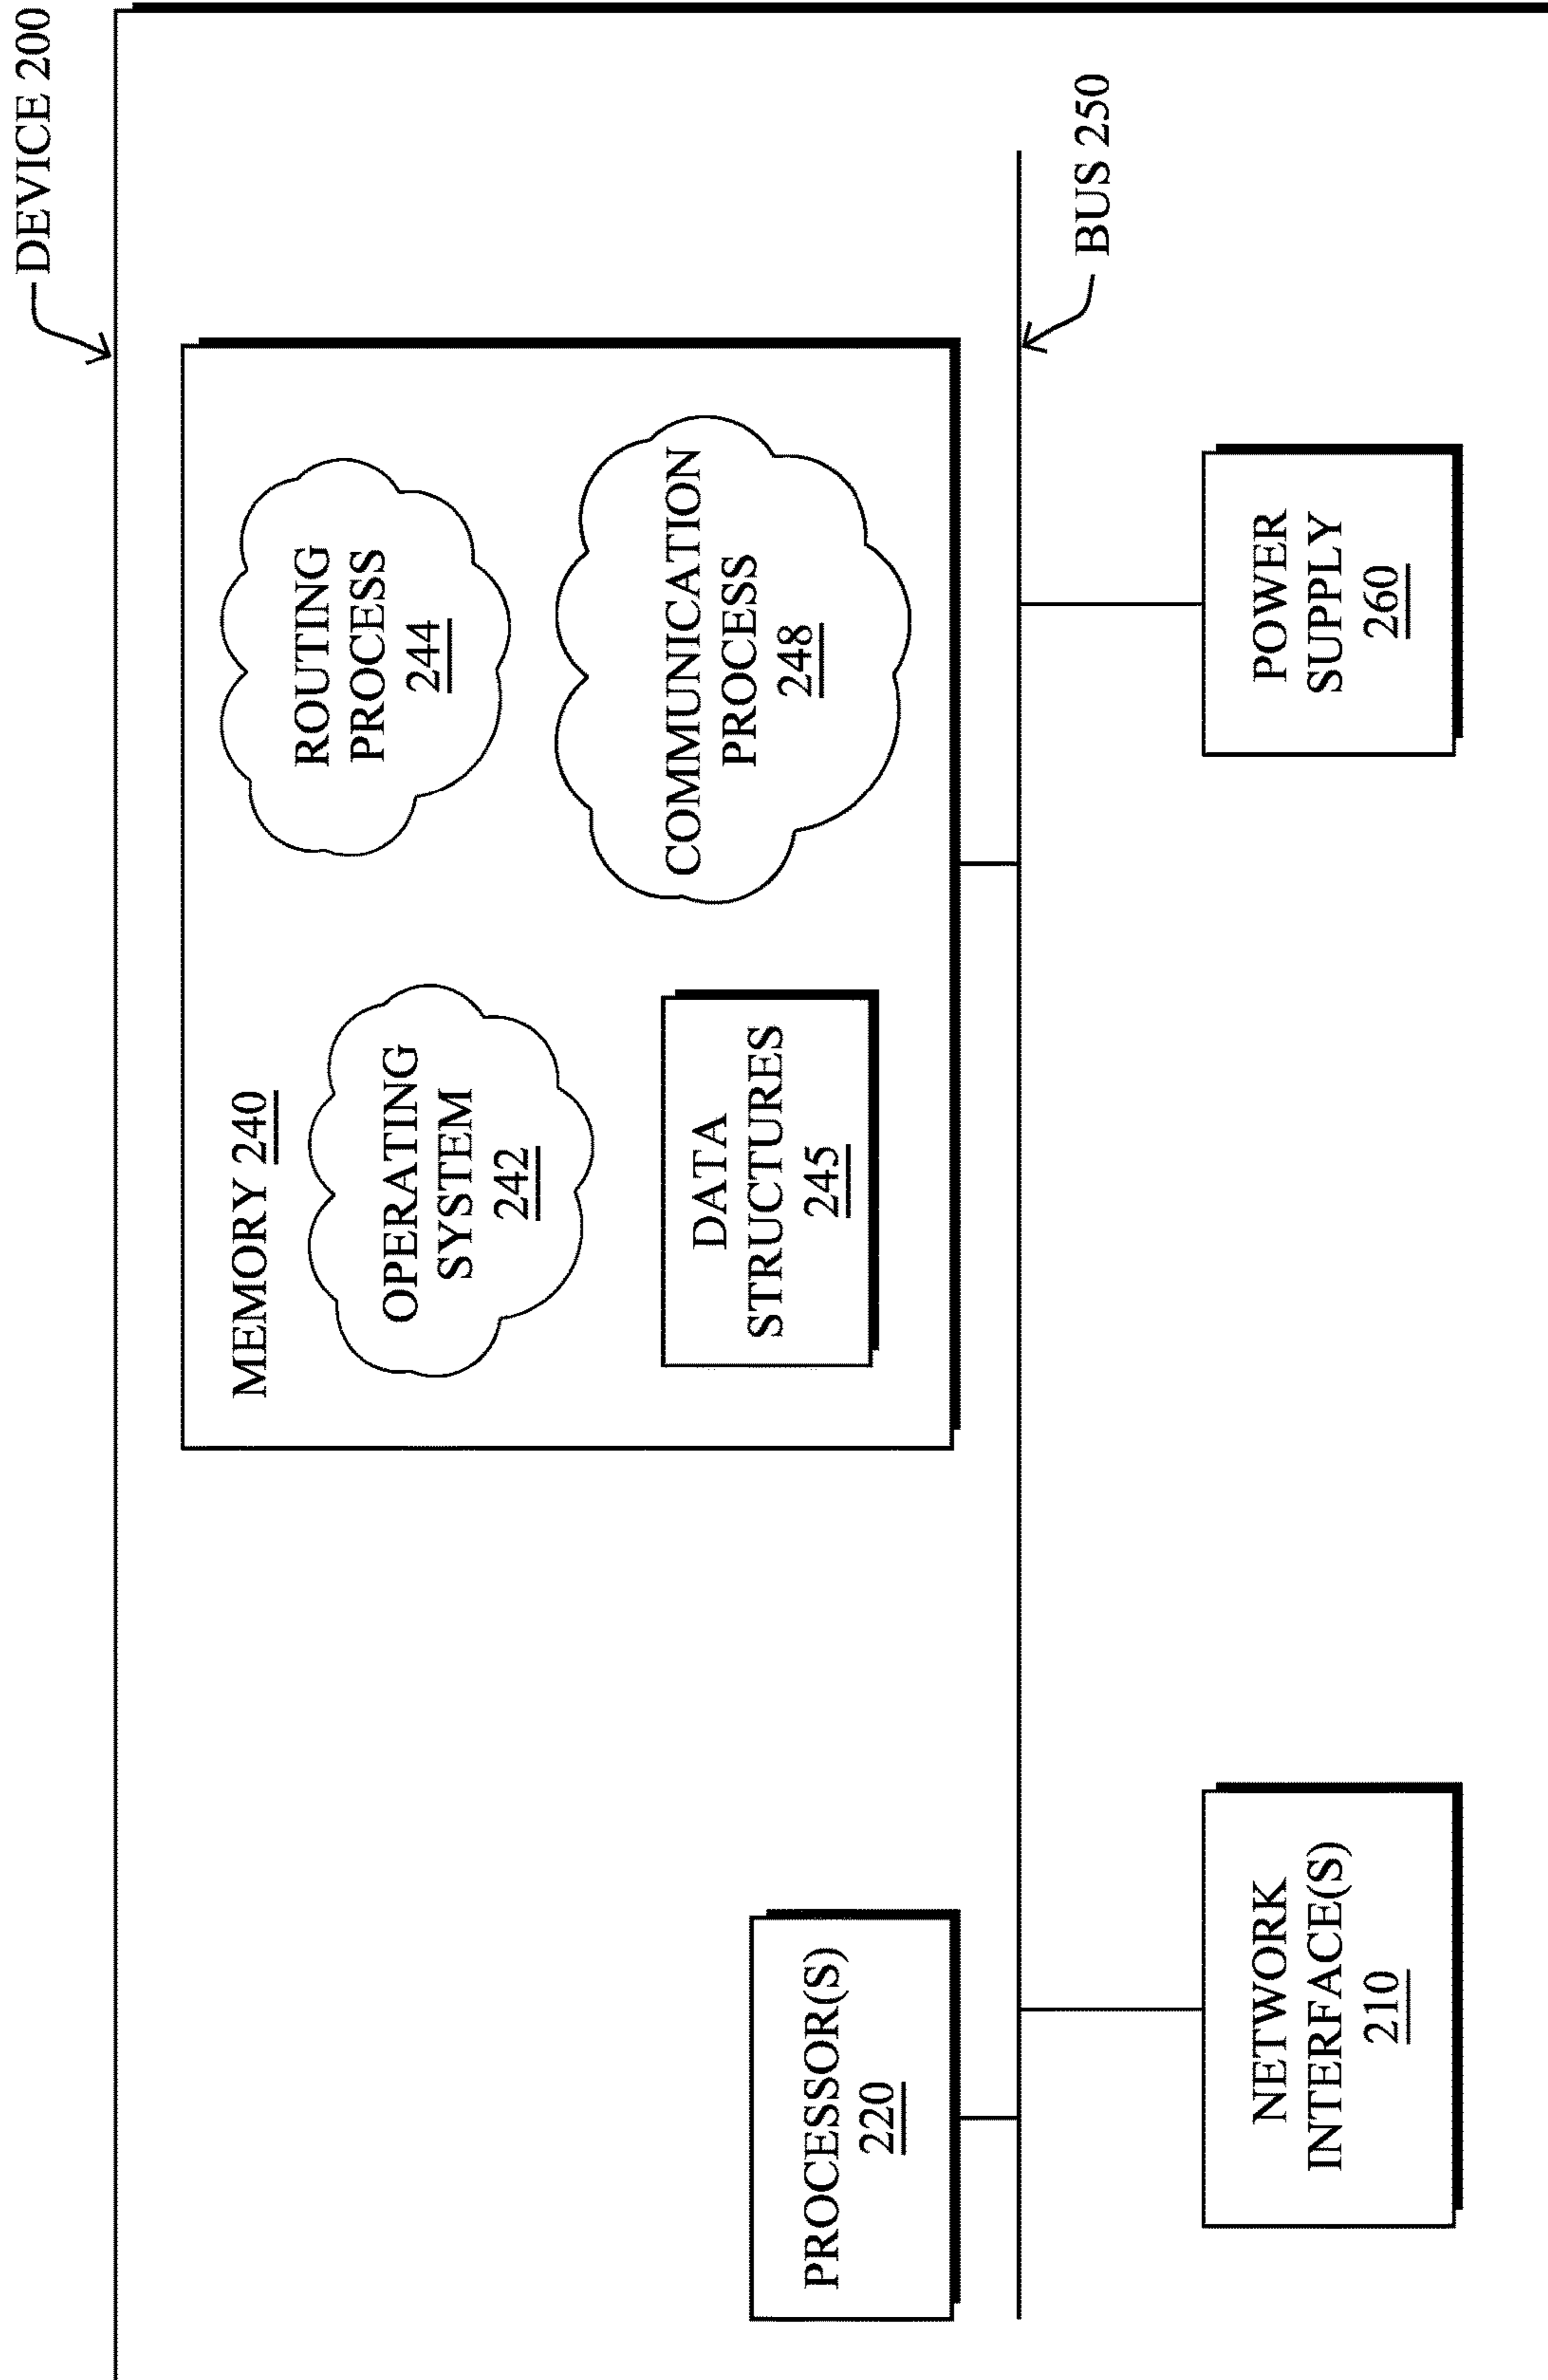 DEVICE 200
MEMORY 240
OPERATING
SYSTEM
242
ROUTING
PROCESS
244
DATA
STRUCTURES
245
COMMUNICATION
PROCESS
248
PROCESSOR(S)
220
BUS 250
NETWORK
INTERFACE(S)
210
POWER
SUPPLY
260